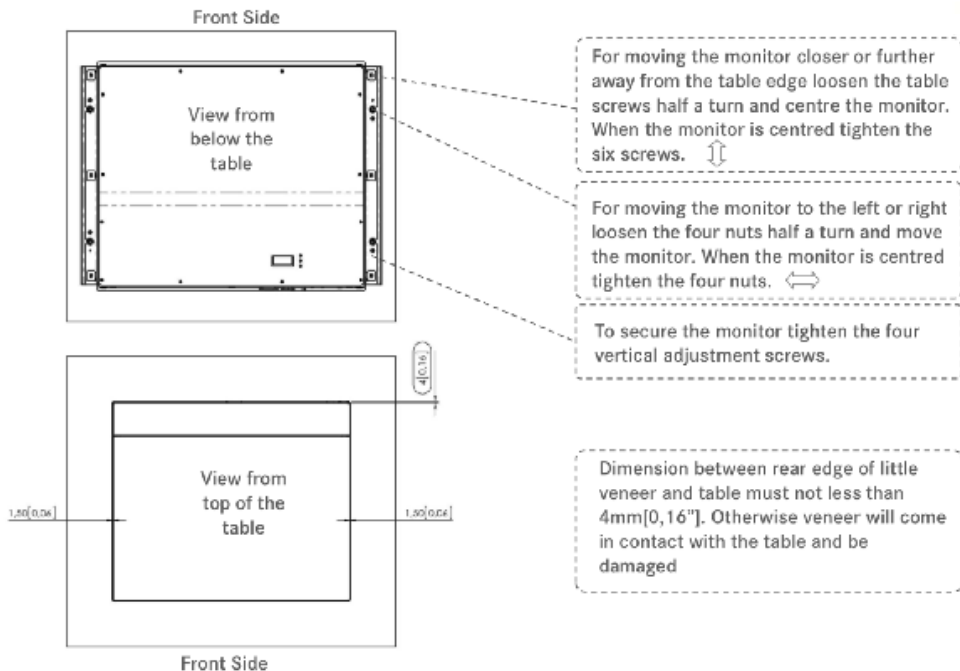 Front Side
View from
below the
table
For moving the monitor closer or further
away from the table edge loosen the table
screws half a turn and centre the monitor.
When the monitor is centred tighten the
six screws.
For moving the monitor to the left or right
loosen the four nuts half a turn and move
the monitor. When the monitor is centred
tighten the four nuts.
To secure the monitor tighten the four
vertical adjustment screws.
4[0,16]
View from
top of the
table
1,50[0,06]
1,50[0,06]
Dimension between rear edge of little
veneer and table must not less than
4mm[0,16"]. Otherwise veneer will come
in contact with the table and be
damaged
Front Side